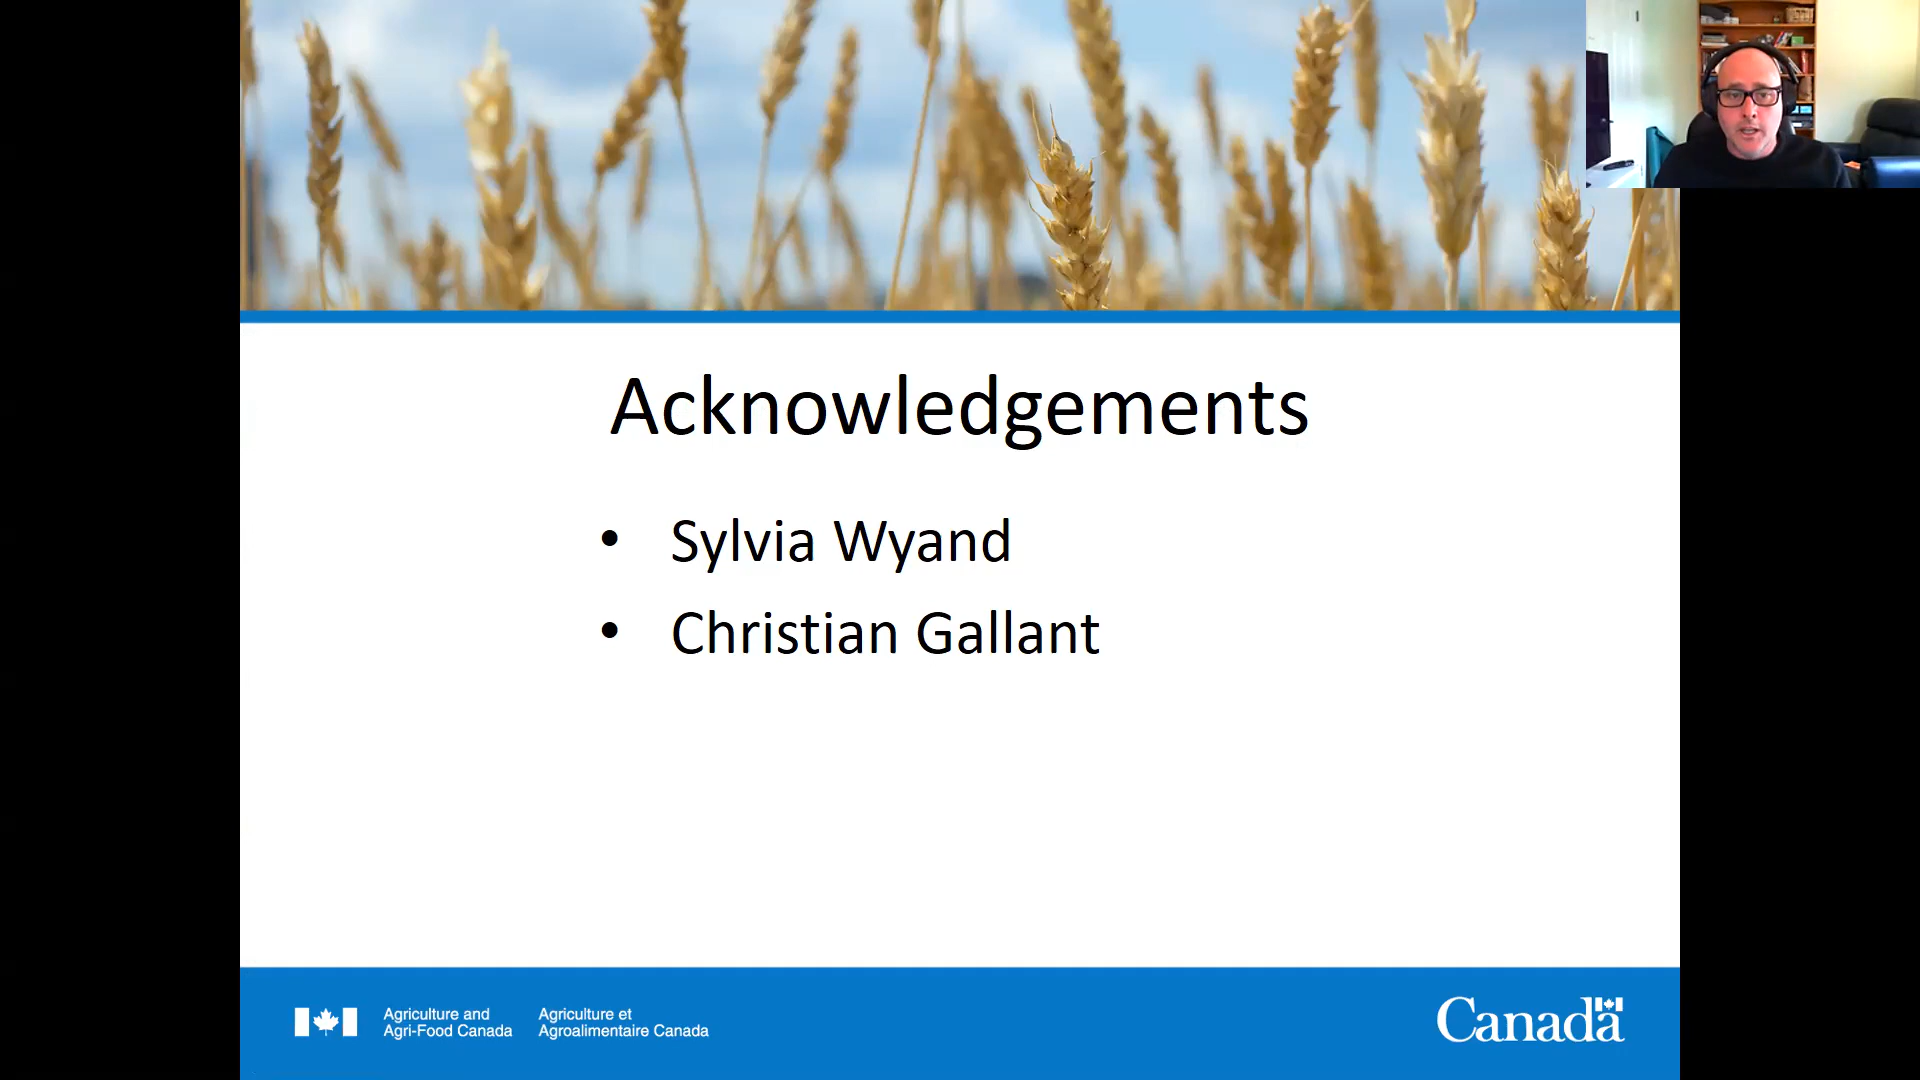 Acknowledgements
• Sylvia Wyand
• Christian Gallant
Agriculture and
Agri-Food Canada
Agriculture et
Agroalimentaire Canada
Canada